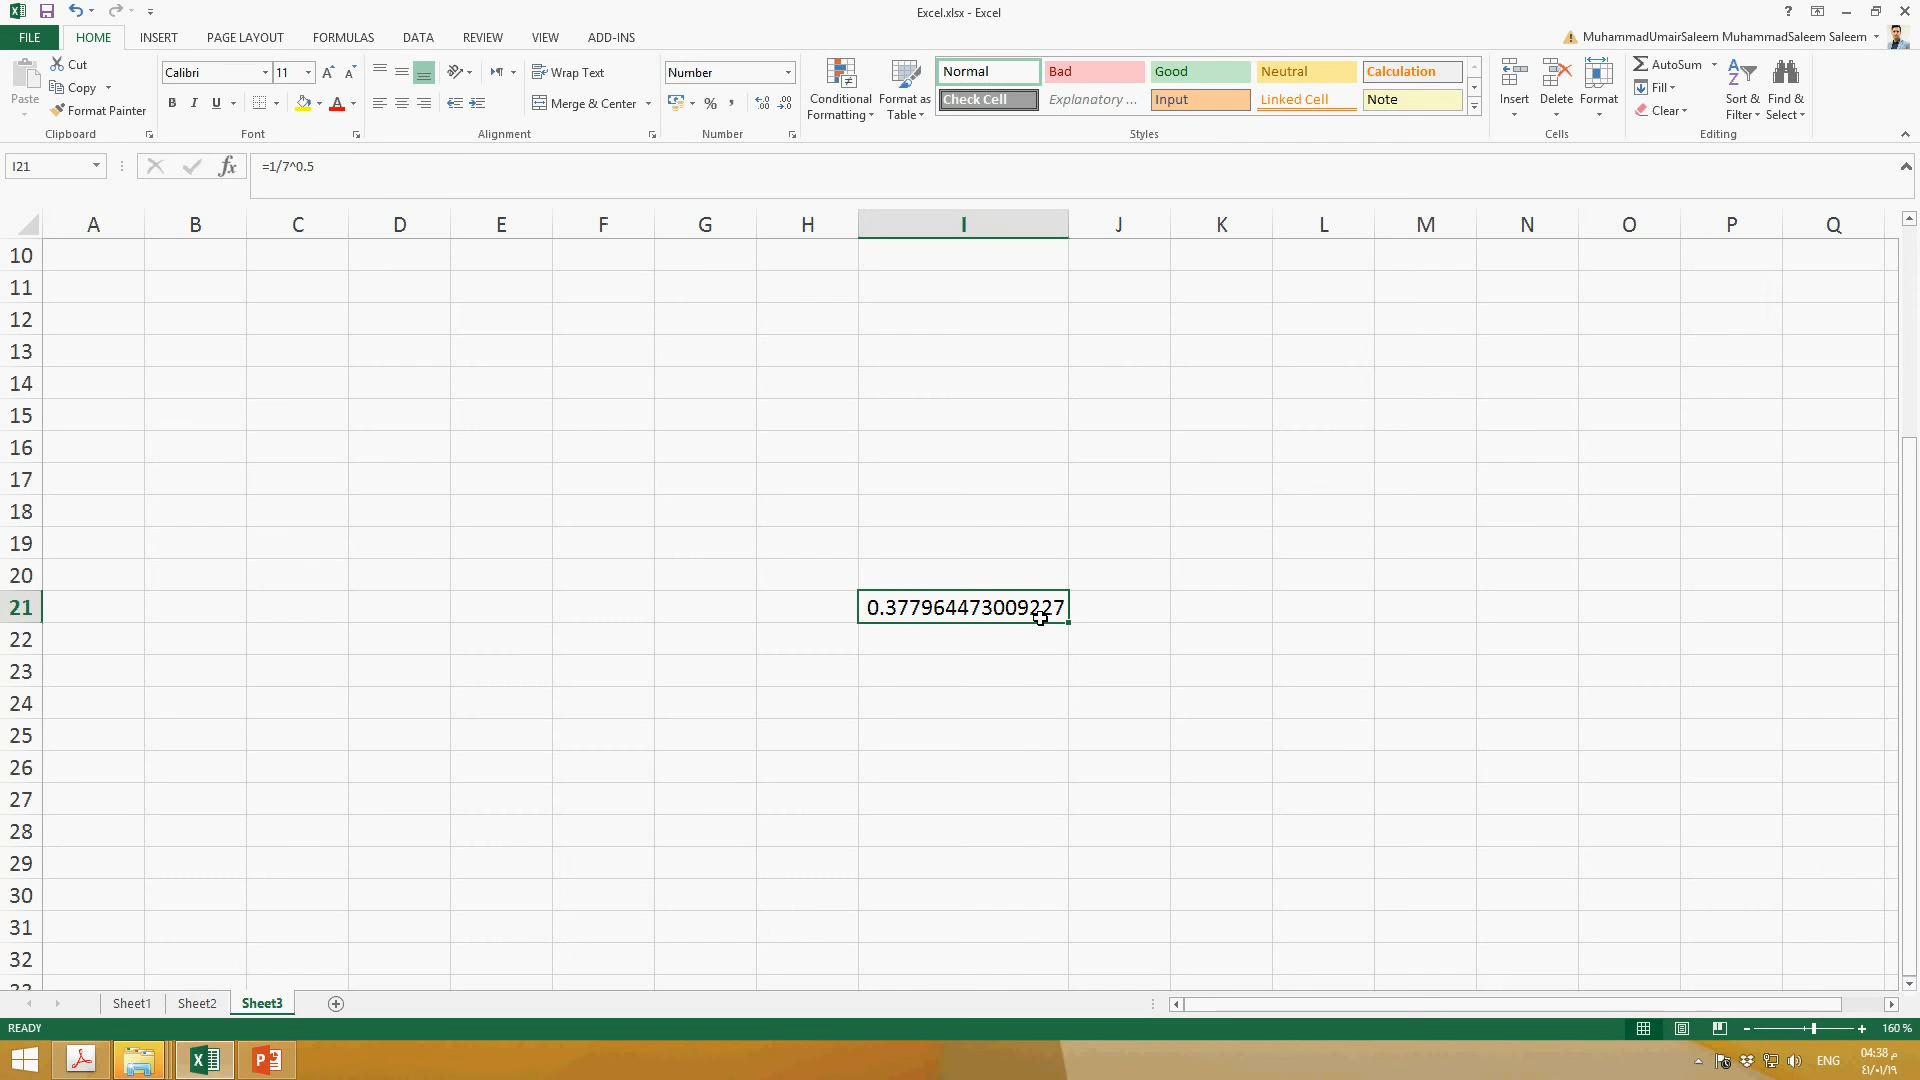 Excel.xlsx - Excel
FILE HOME INSERT PAGE LAYOUT FORMULAS DATA REVIEW VIEW ADD-INS
MuhammadUmairSaleem MuhammadSaleem Saleem
Paste
Cut
Copy
Format Painter
Clipboard
Calibri 11
B I U
Font
Wrap Text
Merge & Center
Alignment
Number
%
Number
Conditional Formatting
Format as Table
Normal Bad Good Neutral Calculation
Check Cell Explanatory ... Input Linked Cell Note
Styles
Insert Delete Format
Cells
AutoSum
Fill
Clear
Sort & Filter
Find & Select
Editing
I21 fx =1/7^0.5
A B C D E F G H I J K L M N O P Q
10
11
12
13
14
15
16
17
18
19
20
21 0.377964473009227
22
23
24
25
26
27
28
29
30
31
32
33
Sheet1 Sheet2 Sheet3
READY
160 %
ENG
04:38 م
٤١/٠١/١٩